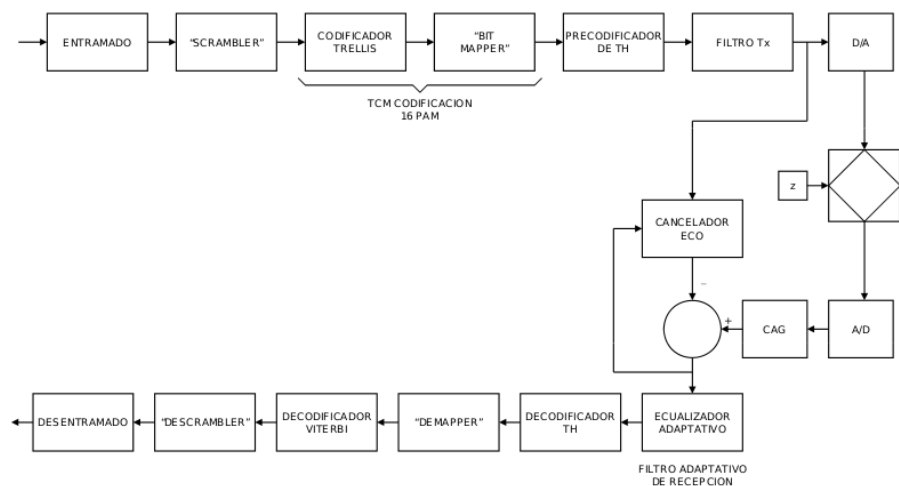 ENTRAMADO
“SCRAMBLER”
CODIFICADOR
TRELLIS
“BIT
MAPPER”
PRECODIFICADOR
DE TH
FILTRO Tx
D/A
TCM CODIFICACION
16 PAM
z
CANCELADOR
ECO
–
+
CAG
A/D
DESENTRAMADO
“DESCRAMBLER”
DECODIFICADOR
VITERBI
“DEMAPPER”
DECODIFICADOR
TH
ECUALIZADOR
ADAPTATIVO
FILTRO ADAPTATIVO
DE RECEPCION